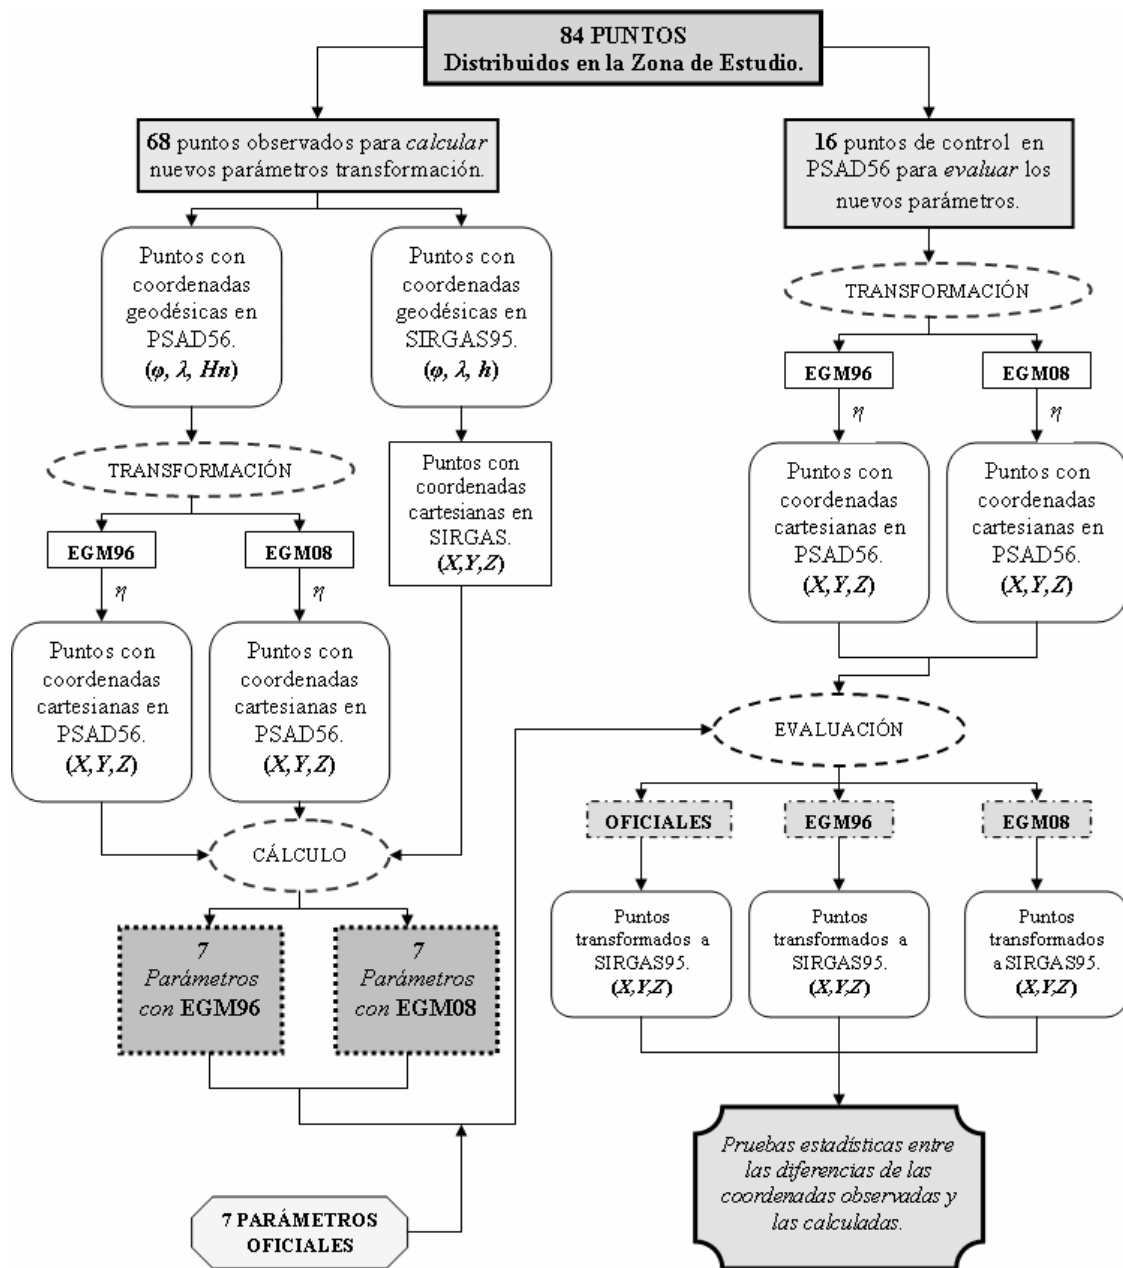 84 PUNTOS
Distribuidos en la Zona de Estudio.
68 puntos observados para calcular
nuevos parámetros transformación.
16 puntos de control en
PSAD56 para evaluar los
nuevos parámetros.
Puntos con
coordenadas
geodésicas en
PSAD56.
(φ, λ, Hn)
Puntos con
coordenadas
geodésicas en
SIRGAS95.
(φ, λ, h)
TRANSFORMACIÓN
EGM96
EGM08
η
η
Puntos con
coordenadas
cartesianas en
PSAD56.
(X,Y,Z)
Puntos con
coordenadas
cartesianas en
PSAD56.
(X,Y,Z)
TRANSFORMACIÓN
EGM96
EGM08
η
η
Puntos con
coordenadas
cartesianas en
SIRGAS.
(X,Y,Z)
Puntos con
coordenadas
cartesianas en
PSAD56.
(X,Y,Z)
Puntos con
coordenadas
cartesianas en
PSAD56.
(X,Y,Z)
CÁLCULO
7
Parámetros
con EGM96
7
Parámetros
con EGM08
7 PARÁMETROS
OFICIALES
EVALUACIÓN
OFICIALES
EGM96
EGM08
Puntos
transformados a
SIRGAS95.
(X,Y,Z)
Puntos
transformados a
SIRGAS95.
(X,Y,Z)
Puntos
transformados
a SIRGAS95.
(X,Y,Z)
Pruebas estadísticas entre
las diferencias de las
coordenadas observadas y
las calculadas.